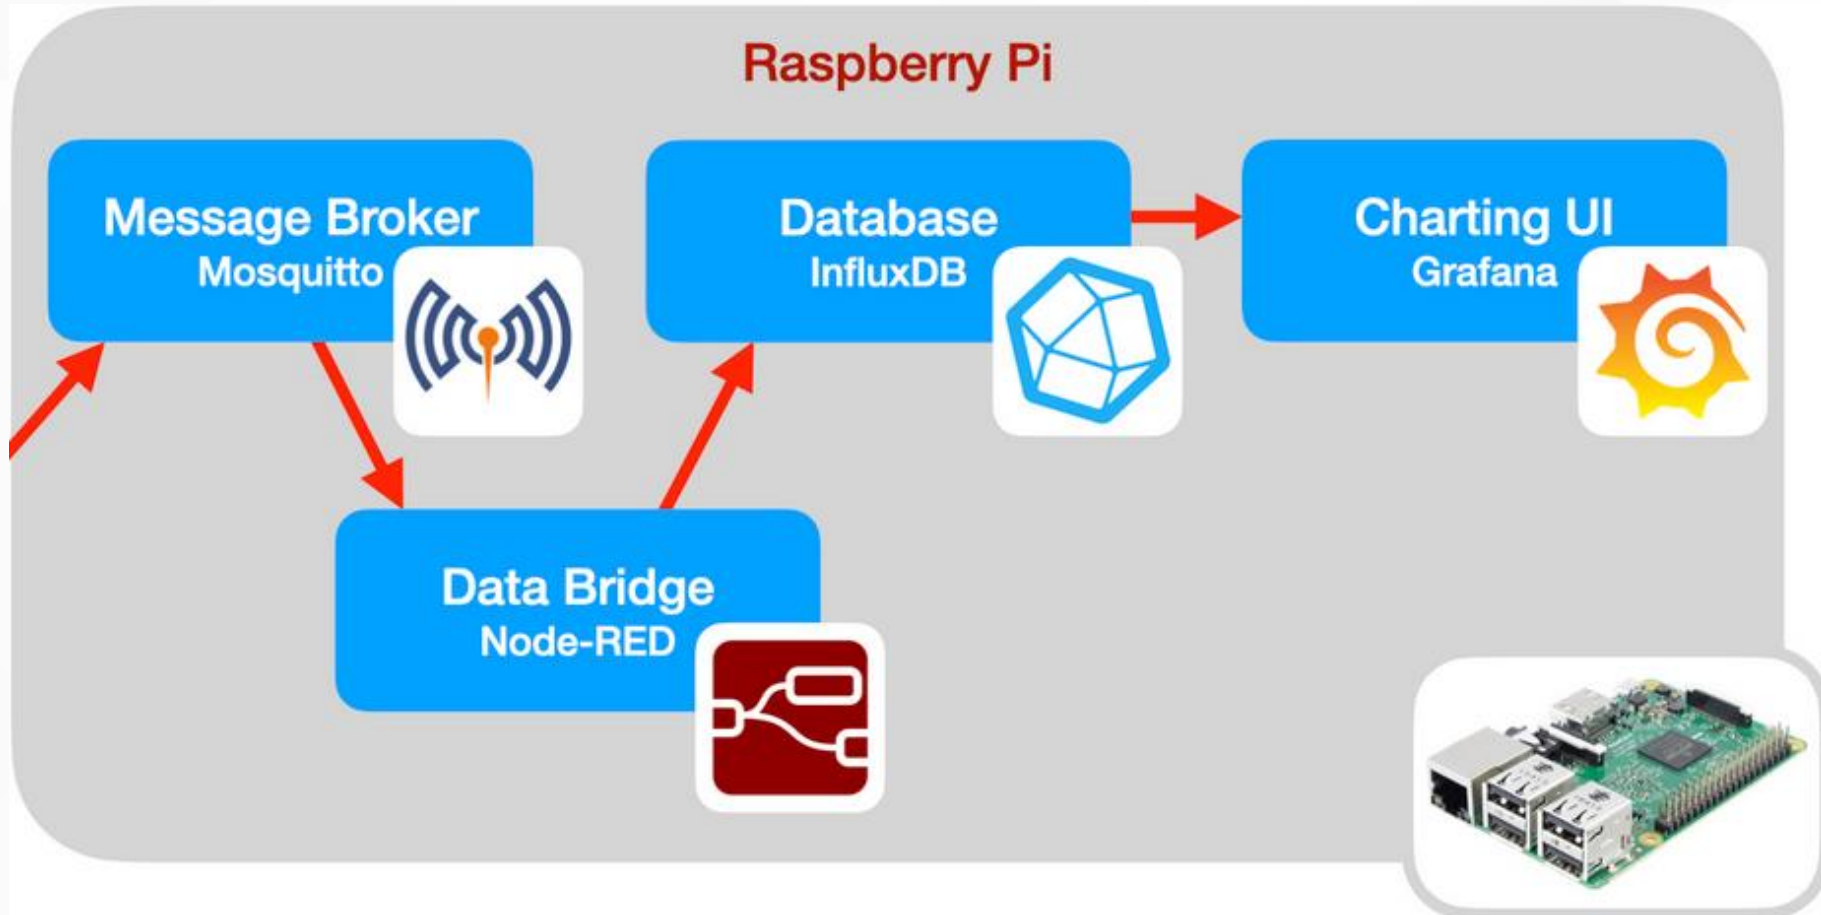 Raspberry Pi
Message Broker
Mosquitto
Database
InfluxDB
Charting UI
Grafana
Data Bridge
Node-RED